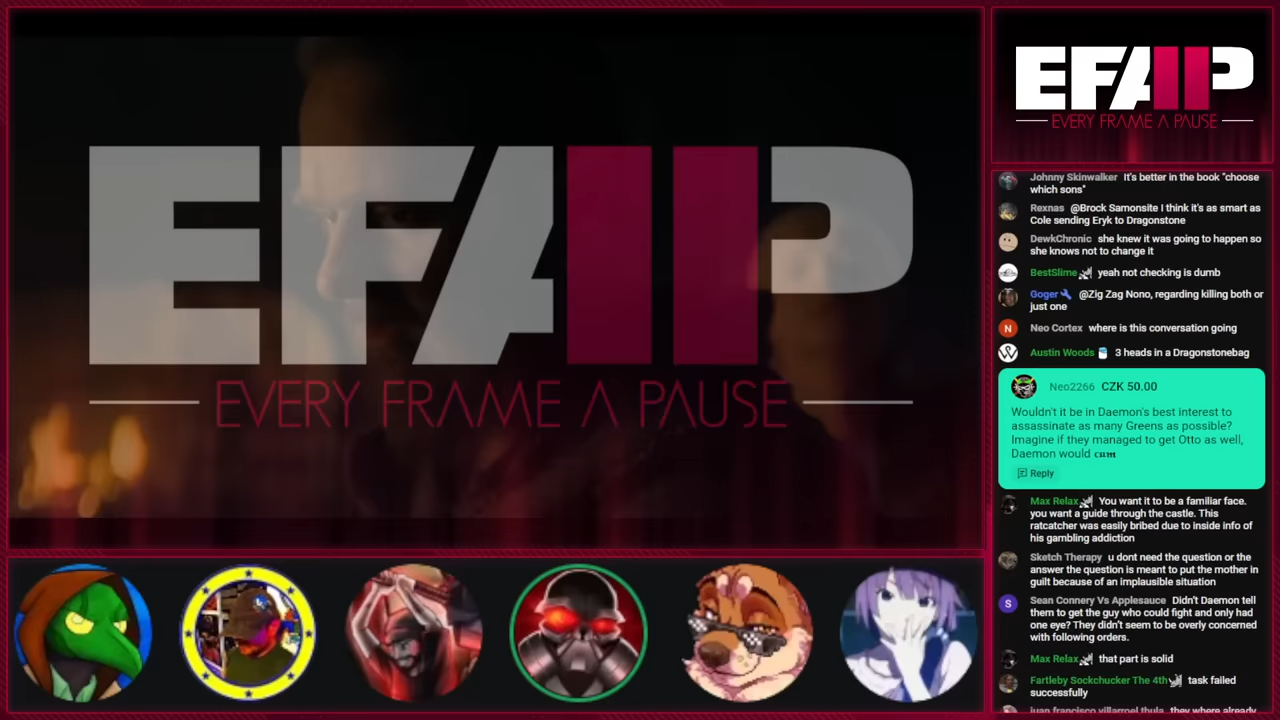 EFAP
EVERY FRAME A PAUSE
EFAP
EVERY FRAME A PAUSE
Johnny Skinwalker It's better in the book "choose
which sons"
Rexnas @Brock Samonsite I think it's as smart as
Cole sending Eryk to Dragonstone
DewkChronic she knew it was going to happen so
she knows not to change it
BestSlime yeah not checking is dumb
Goger @Zig Zag Nono, regarding killing both or
just one
N Neo Cortex where is this conversation going
Austin Woods 3 heads in a Dragonstonebag
Neo2266 CZK 50.00
Wouldn't it be in Daemon's best interest to
assassinate as many Greens as possible?
Imagine if they managed to get Otto as well,
Daemon would cum
Reply
Max Relax You want it to be a familiar face.
you want a guide through the castle. This
ratcatcher was easily bribed due to inside info of
his gambling addiction
Sketch Therapy u dont need the question or the
answer the question is meant to put the mother in
guilt because of an implausible situation
S Sean Connery Vs Applesauce Didn't Daemon tell
them to get the guy who could fight and only had
one eye? They didn't seem to be overly concerned
with following orders.
Max Relax that part is solid
Fartleby Sockchucker The 4th task failed
successfully
juan francisco villarroel thula they where already